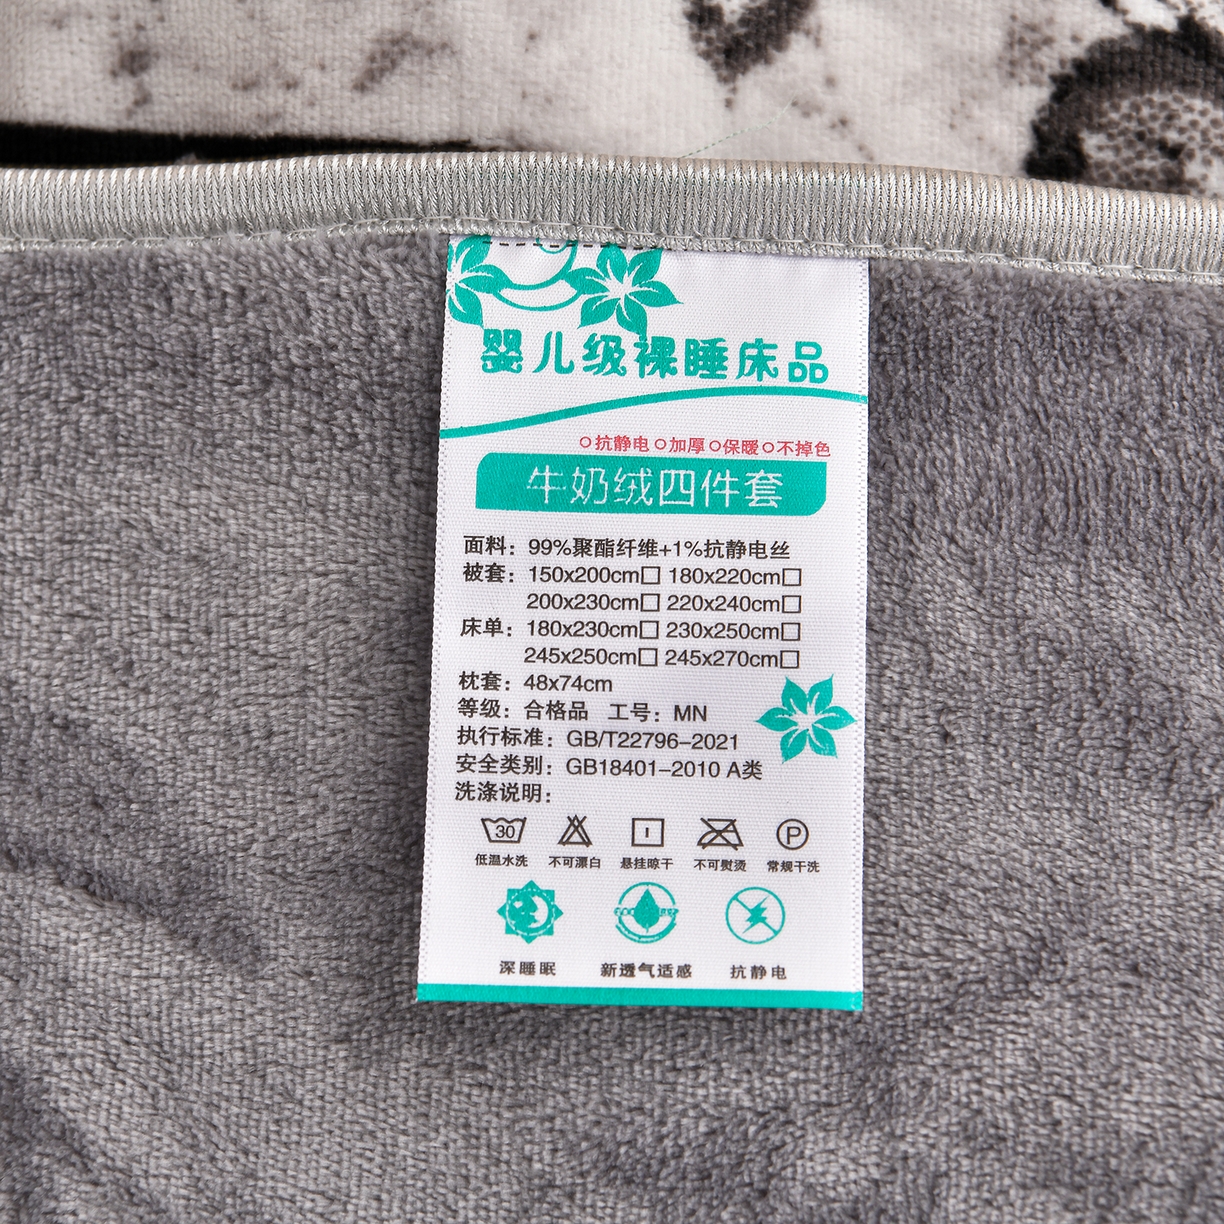 婴儿级裸睡床品
○抗静电○加厚○保暖○不掉色
牛奶绒四件套
面料：99%聚酯纤维+1%抗静电丝
被套：150x200cm□ 180x220cm□
200x230cm□ 220x240cm□
床单：180x230cm□ 230x250cm□
245x250cm□ 245x270cm□
枕套：48x74cm
等级：合格品 工号：MN
执行标准：GB/T22796-2021
安全类别：GB18401-2010 A类
洗涤说明：
30 P
低温水洗 不可漂白 悬挂晾干 不可熨烫 常规干洗
深睡眠 新透气适感 抗静电